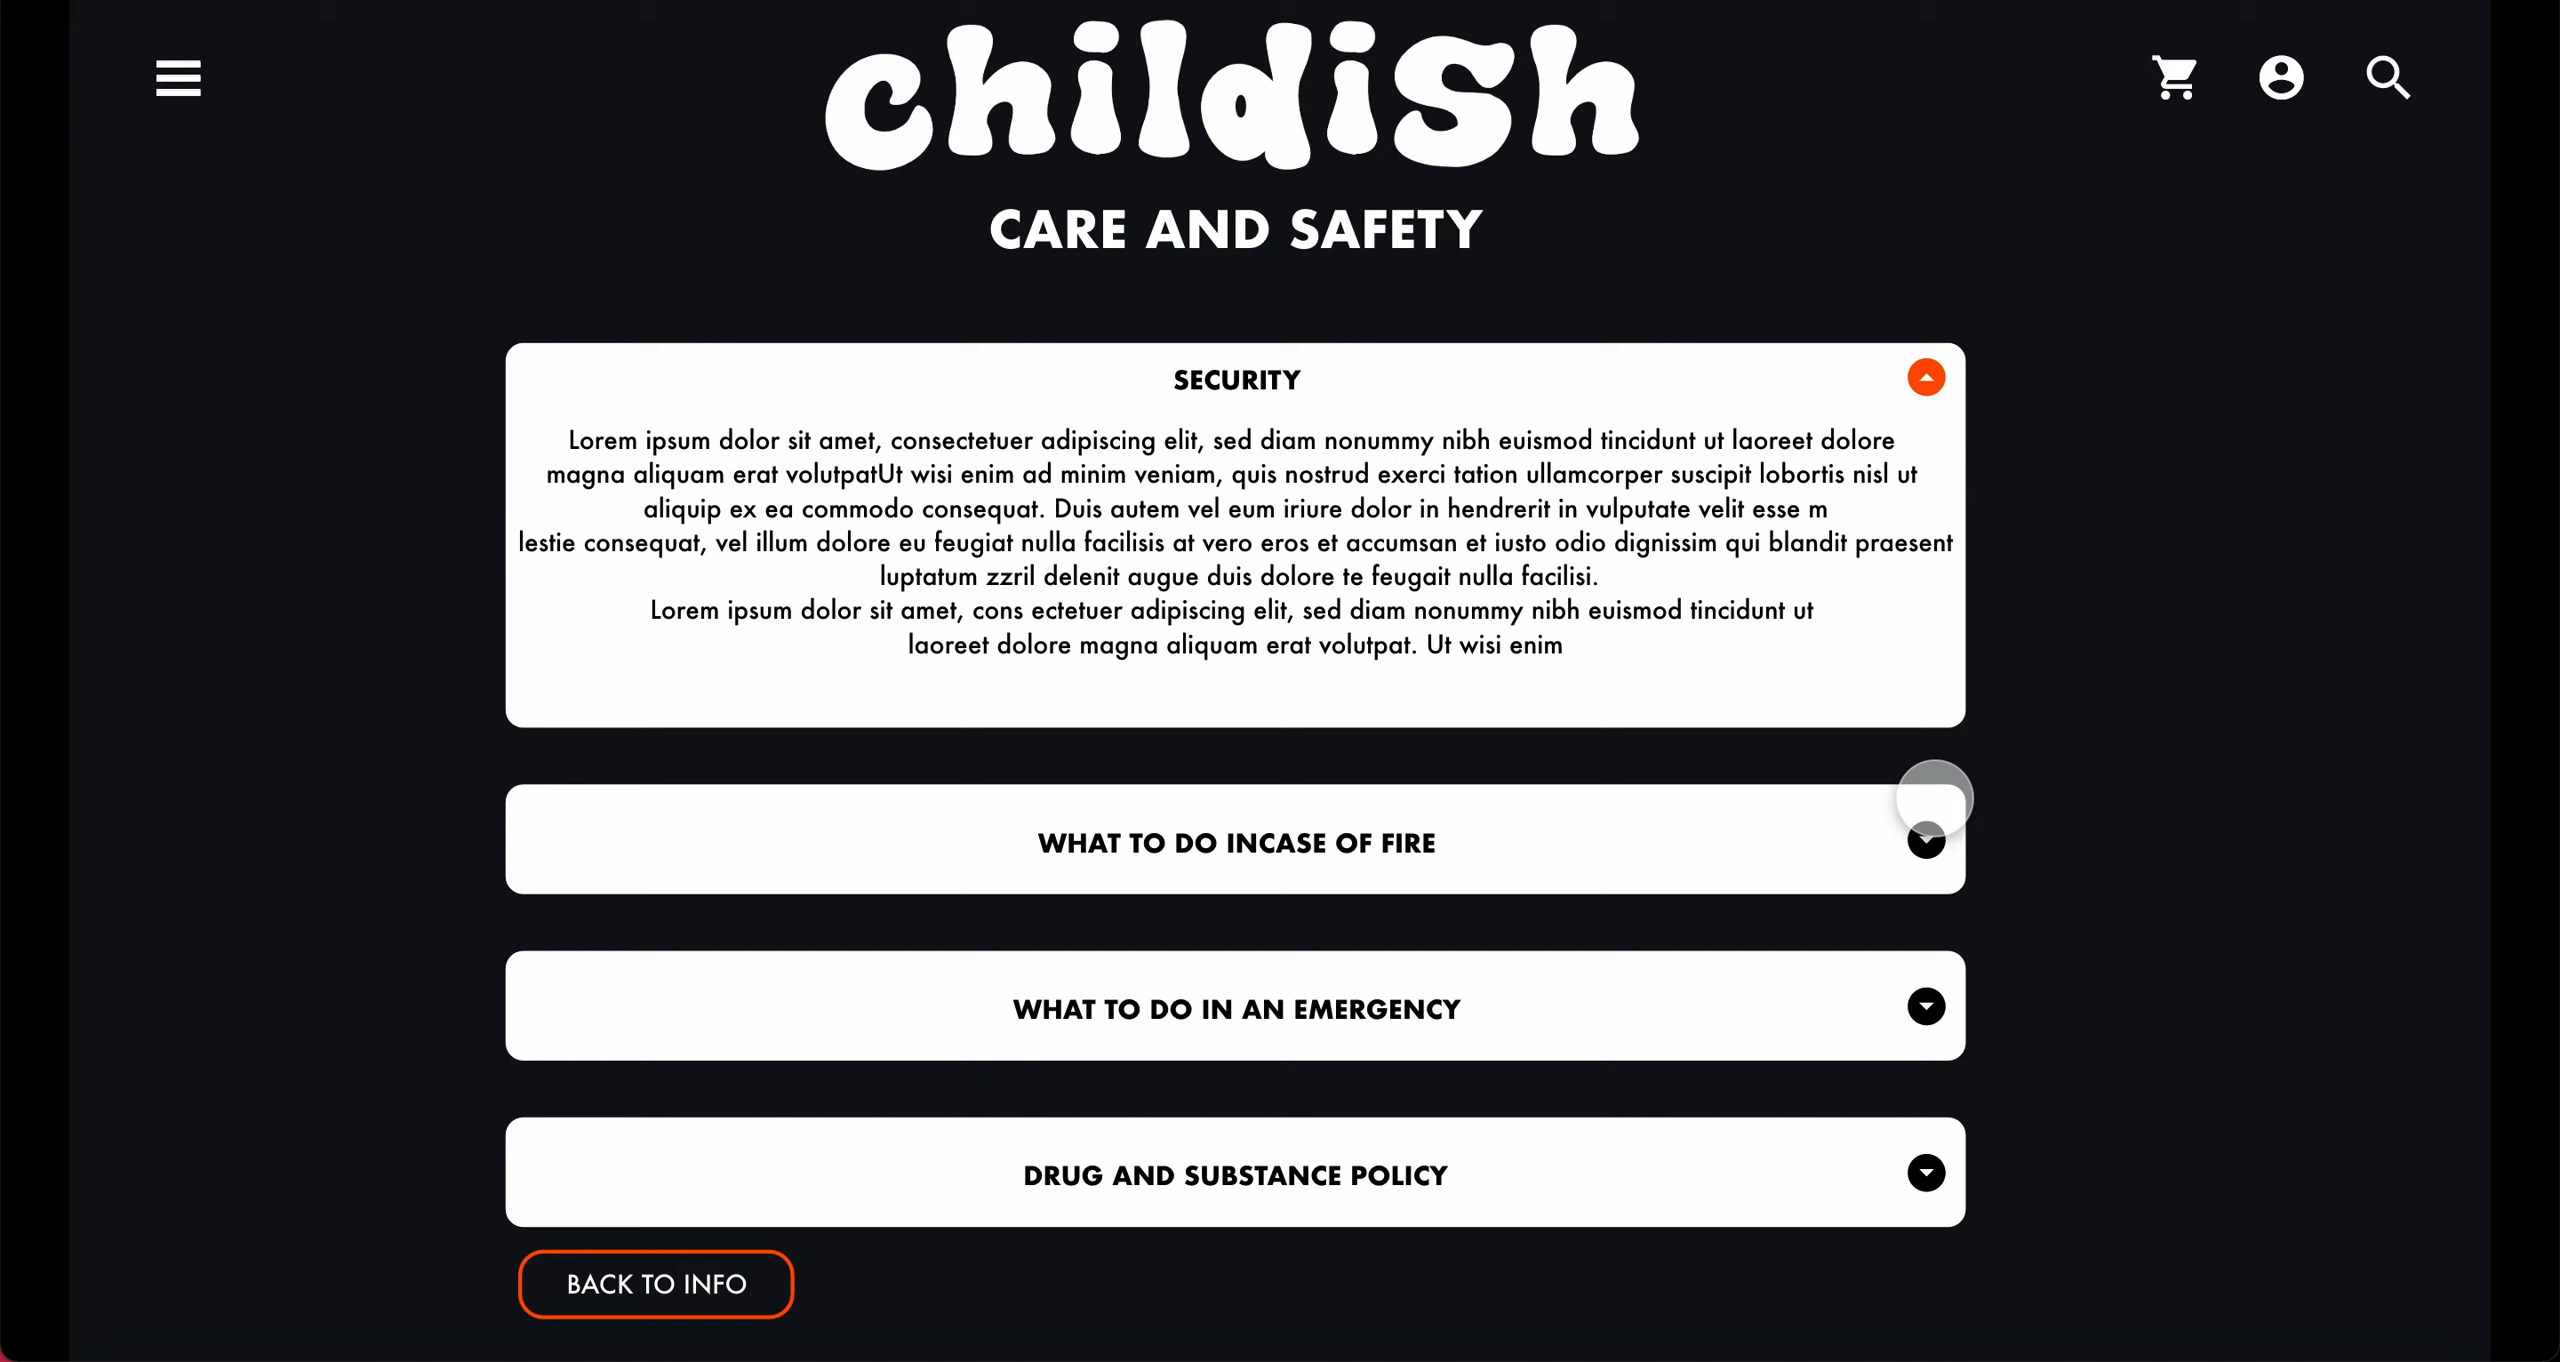 childish
CARE AND SAFETY
SECURITY
Lorem ipsum dolor sit amet, consectetuer adipiscing elit, sed diam nonummy nibh euismod tincidunt ut laoreet dolore
magna aliquam erat volutpatUt wisi enim ad minim veniam, quis nostrud exerci tation ullamcorper suscipit lobortis nisl ut
aliquip ex ea commodo consequat. Duis autem vel eum iriure dolor in hendrerit in vulputate velit esse m
lestie consequat, vel illum dolore eu feugiat nulla facilisis at vero eros et accumsan et iusto odio dignissim qui blandit praesent
luptatum zzril delenit augue duis dolore te feugait nulla facilisi.
Lorem ipsum dolor sit amet, cons ectetuer adipiscing elit, sed diam nonummy nibh euismod tincidunt ut
laoreet dolore magna aliquam erat volutpat. Ut wisi enim
WHAT TO DO INCASE OF FIRE
WHAT TO DO IN AN EMERGENCY
DRUG AND SUBSTANCE POLICY
BACK TO INFO